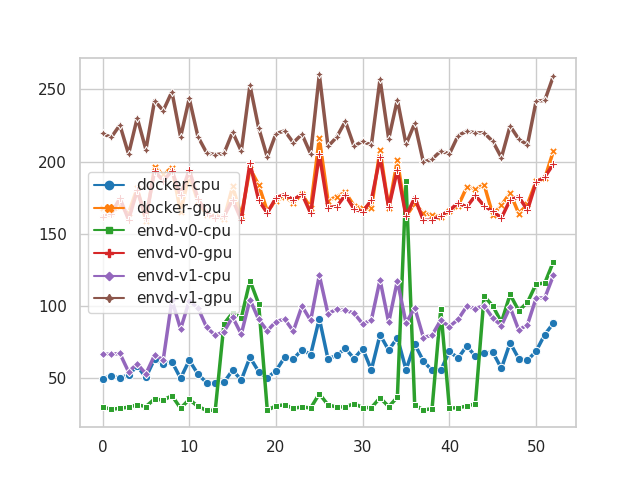 250
200
150
100
50
docker-cpu
docker-gpu
envd-v0-cpu
envd-v0-gpu
envd-v1-cpu
envd-v1-gpu
0 10 20 30 40 50